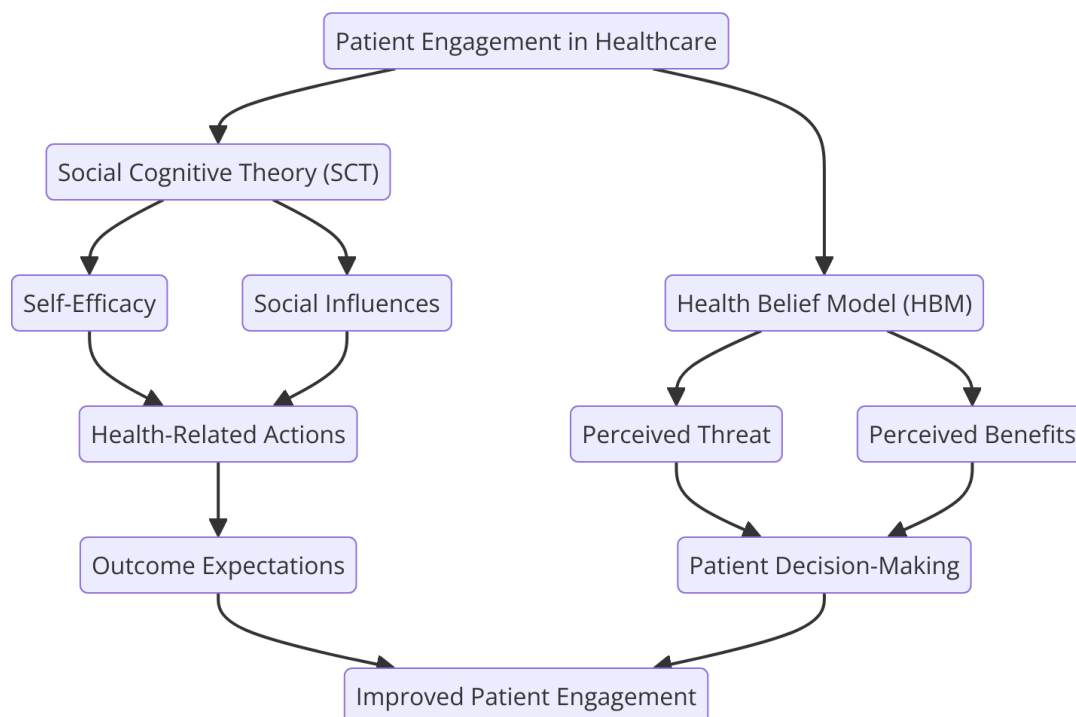 Patient Engagement in Healthcare
Social Cognitive Theory (SCT)
Self-Efficacy
Social Influences
Health Belief Model (HBM)
Health-Related Actions
Perceived Threat
Perceived Benefits
Outcome Expectations
Patient Decision-Making
Improved Patient Engagement